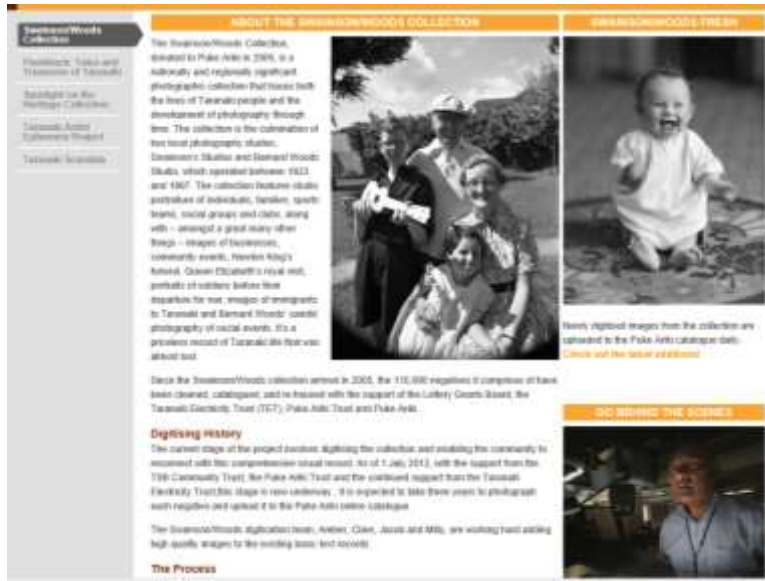 Swanson/Woods
Collection
Flashback: Tales and
Treasures of Taranaki
Spotlight on the
Heritage Collection
Taranaki Artist
Ephemera Project
Taranaki Scandals
ABOUT THE SWANSON/WOODS COLLECTION
The Swanson/Woods Collection,
donated to Puke Ariki in 2005, is a
nationally and regionally significant
photographic collection that traces both
the lives of Taranaki people and the
development of photography through
time. The collection is the culmination of
two local photography studios,
Swanson's Studios and Bernard Woods
Studio, which operated between 1923
and 1997. The collection features studio
portraiture of individuals, families, sports
teams, social groups and clubs, along
with – amongst a great many other
things – images of businesses,
community events, Newton King's
funeral, Queen Elizabeth's royal visit,
portraits of soldiers before their
departure for war, images of immigrants
to Taranaki and Bernard Woods' candid
photography of social events. It's a
priceless record of Taranaki life that was
almost lost.
Since the Swanson/Woods collection arrived in 2005, the 110,000 negatives it comprises of have
been cleaned, catalogued, and re-housed with the support of the Lottery Grants Board, the
Taranaki Electricity Trust (TET), Puke Ariki Trust and Puke Ariki.
Digitising History
The current stage of the project involves digitising the collection and enabling the community to
reconnect with this comprehensive visual record. As of 1 July 2013, with the support from the
TSB Community Trust, the Puke Ariki Trust and the continued support from the Taranaki
Electricity Trust,this stage is now underway. It is expected to take three years to photograph
each negative and upload it to the Puke Ariki online catalogue.
The Swanson/Woods digitisation team, Amber, Clave, Jacob and Milly, are working hard adding
high quality images to the existing basic text records.
The Process
SWANSON/WOODS FRESH
Newly digitised images from the collection are
uploaded to the Puke Ariki catalogue daily.
Check out the latest additions!
GO BEHIND THE SCENES